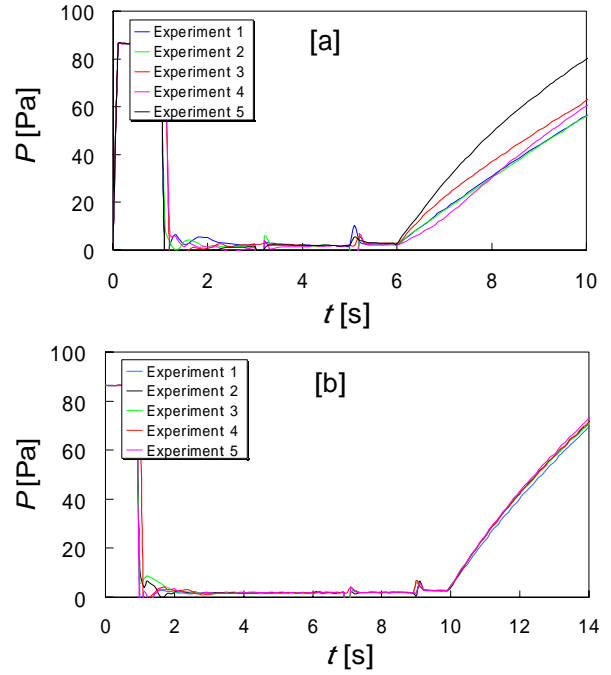 [a]
Experiment 1
Experiment 2
Experiment 3
Experiment 4
Experiment 5
P [Pa]
100
80
60
40
20
0
0 2 4 6 8 10
t [s]
[b]
Experiment 1
Experiment 2
Experiment 3
Experiment 4
Experiment 5
P [Pa]
100
80
60
40
20
0
0 2 4 6 8 10 12 14
t [s]